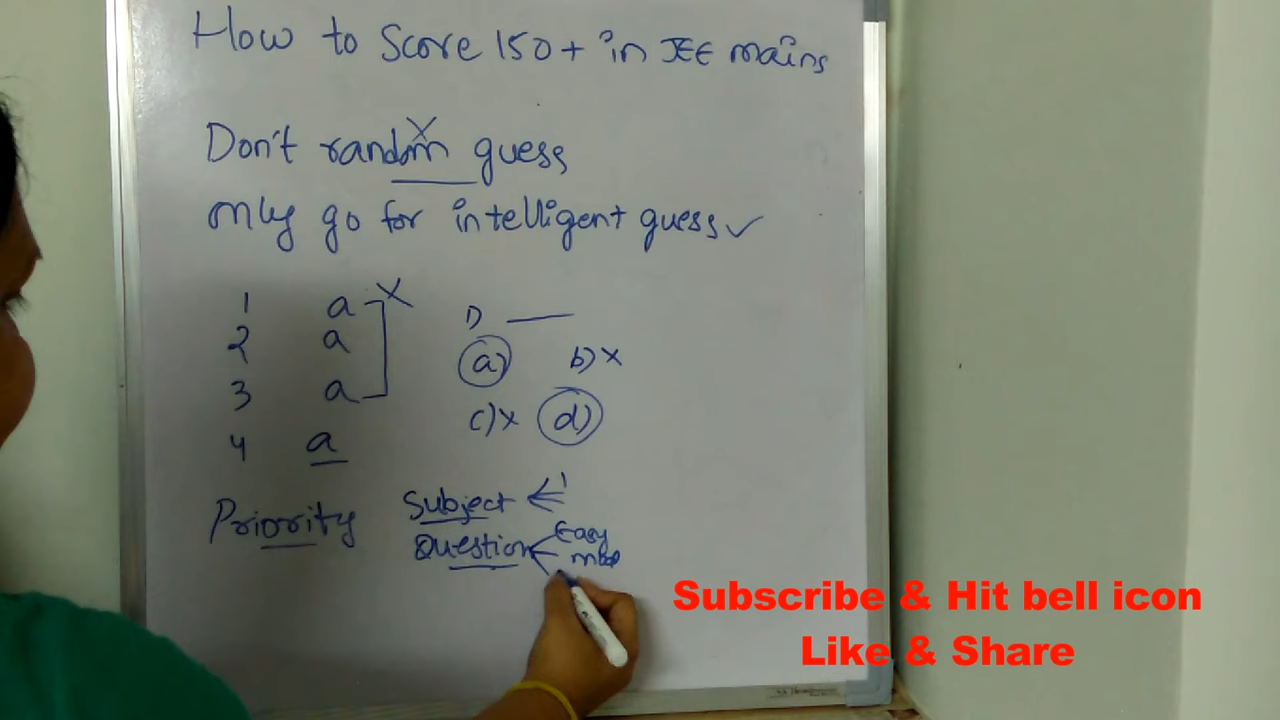 How to Score 150+ in JEE mains
Don't random X guess
only go for intelligent guess ✓
1 a X
2 a
3 a
4 a
1)
a) b) X
c) X d)
Priority Subject 1
Question Easy
Subscribe & Hit bell icon
Like & Share